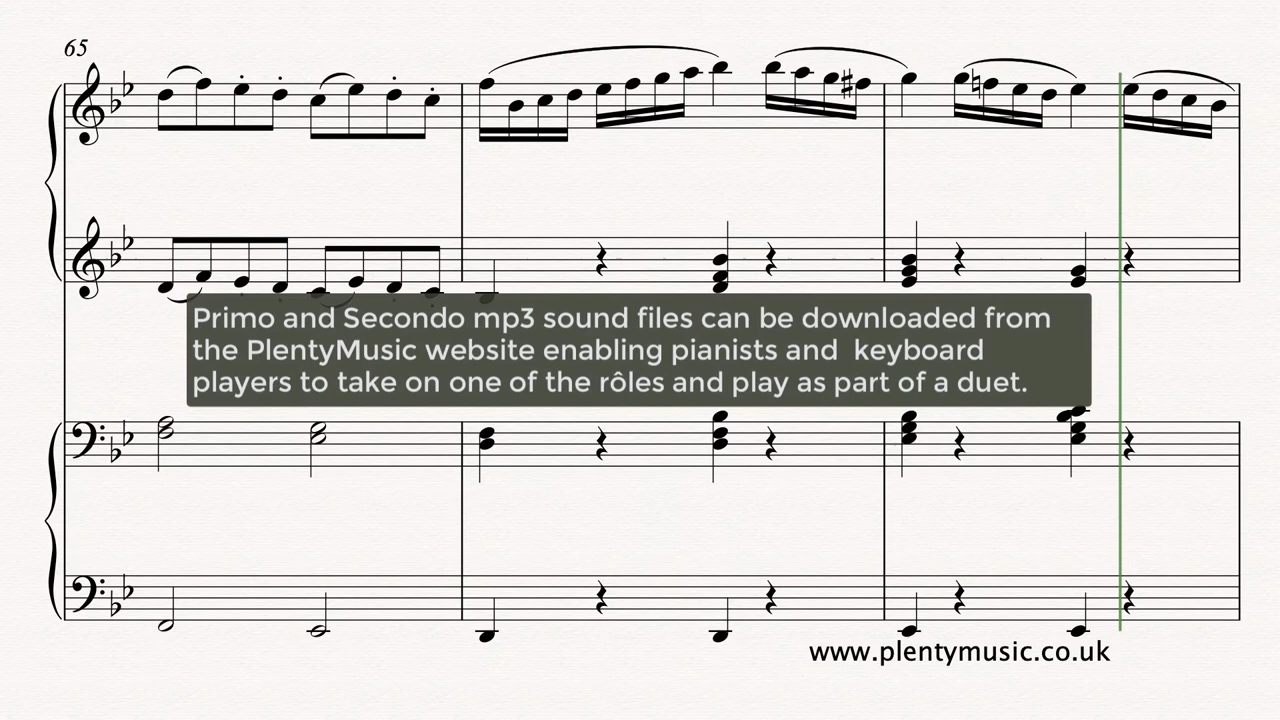 65
Primo and Secondo mp3 sound files can be downloaded from
the PlentyMusic website enabling pianists and  keyboard
players to take on one of the rôles and play as part of a duet.
www.plentymusic.co.uk